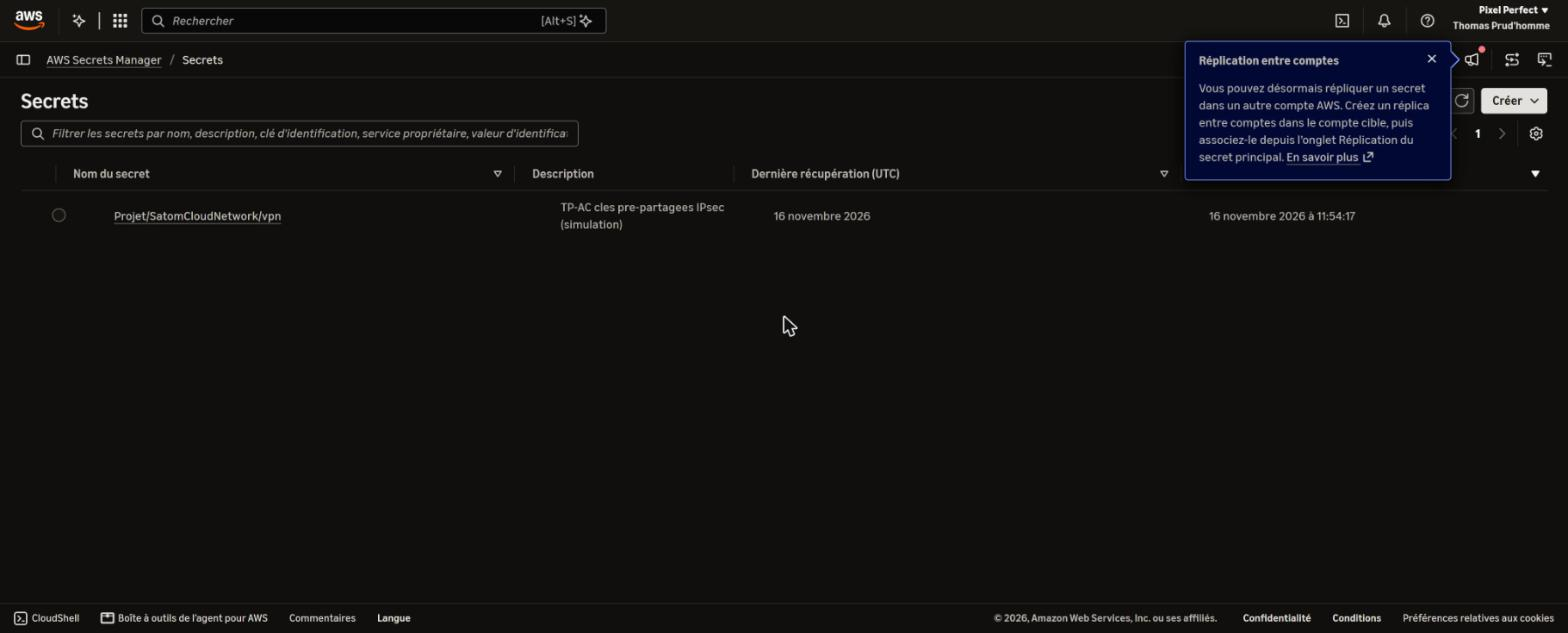 aws
Rechercher
[Alt+S]
Pixel Perfect
Thomas Prud'homme
AWS Secrets Manager / Secrets
Secrets
Créer
Filtrer les secrets par nom, description, clé d'identification, service propriétaire, valeur d'identifica
1
Réplication entre comptes
Vous pouvez désormais répliquer un secret
dans un autre compte AWS. Créez un réplica
entre comptes dans le compte cible, puis
associez-le depuis l'onglet Réplication du
secret principal. En savoir plus
Nom du secret
Description
Dernière récupération (UTC)
Projet/SatomCloudNetwork/vpn
TP-AC cles pre-partagees IPsec
(simulation)
16 novembre 2026
16 novembre 2026 à 11:54:17
CloudShell
Boîte à outils de l'agent pour AWS
Commentaires
Langue
© 2026, Amazon Web Services, Inc. ou ses affiliés.
Confidentialité
Conditions
Préférences relatives aux cookies